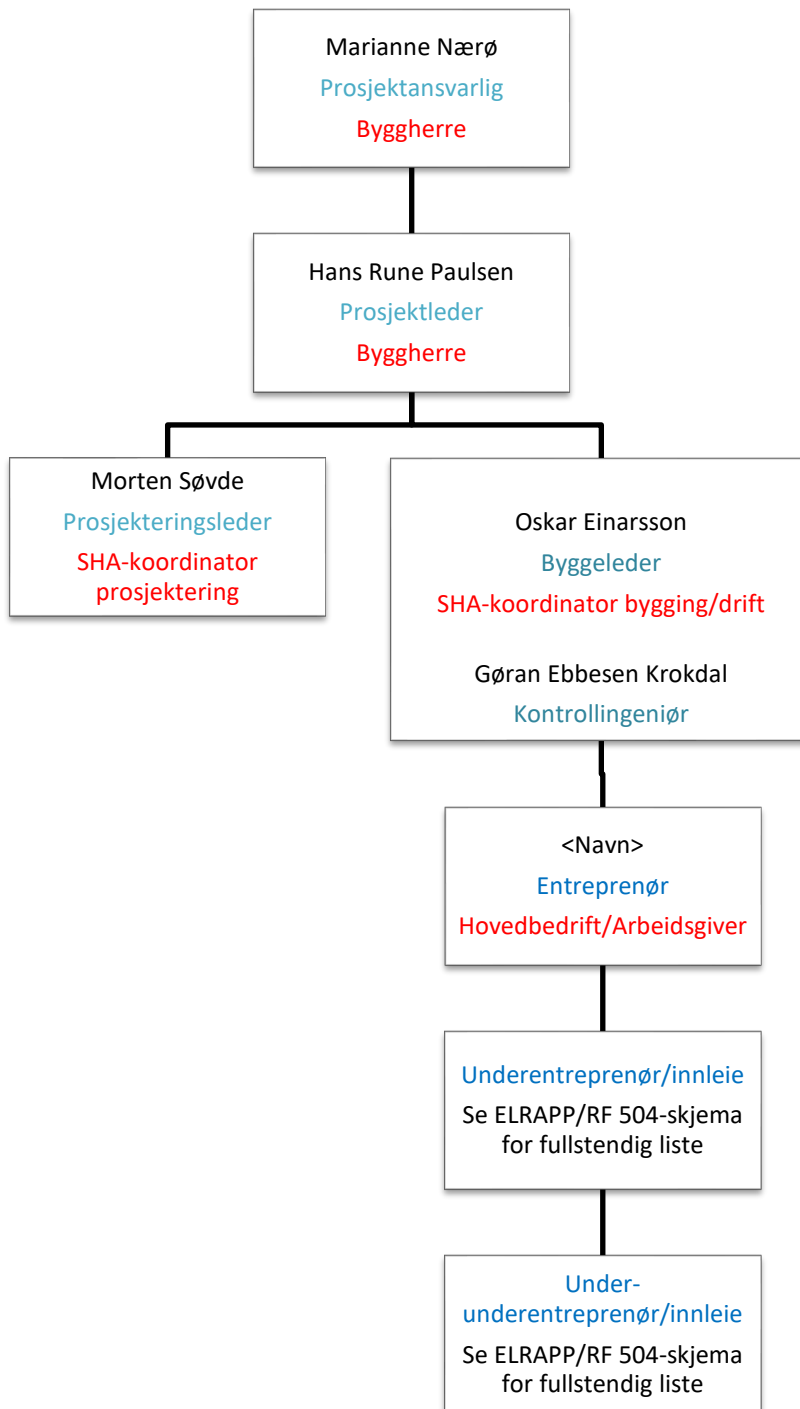 Marianne Nærø
Prosjektansvarlig
Byggherre
Hans Rune Paulsen
Prosjektleder
Byggherre
Morten Søvde
Prosjekteringsleder
SHA-koordinator
prosjektering
Oskar Einarsson
Byggeleder
SHA-koordinator bygging/drift
Gøran Ebbesen Krokdal
Kontrollingeniør
<Navn>
Entreprenør
Hovedbedrift/Arbeidsgiver
Underentreprenør/innleie
Se ELRAPP/RF 504-skjema
for fullstendig liste
Under-
underentreprenør/innleie
Se ELRAPP/RF 504-skjema
for fullstendig liste